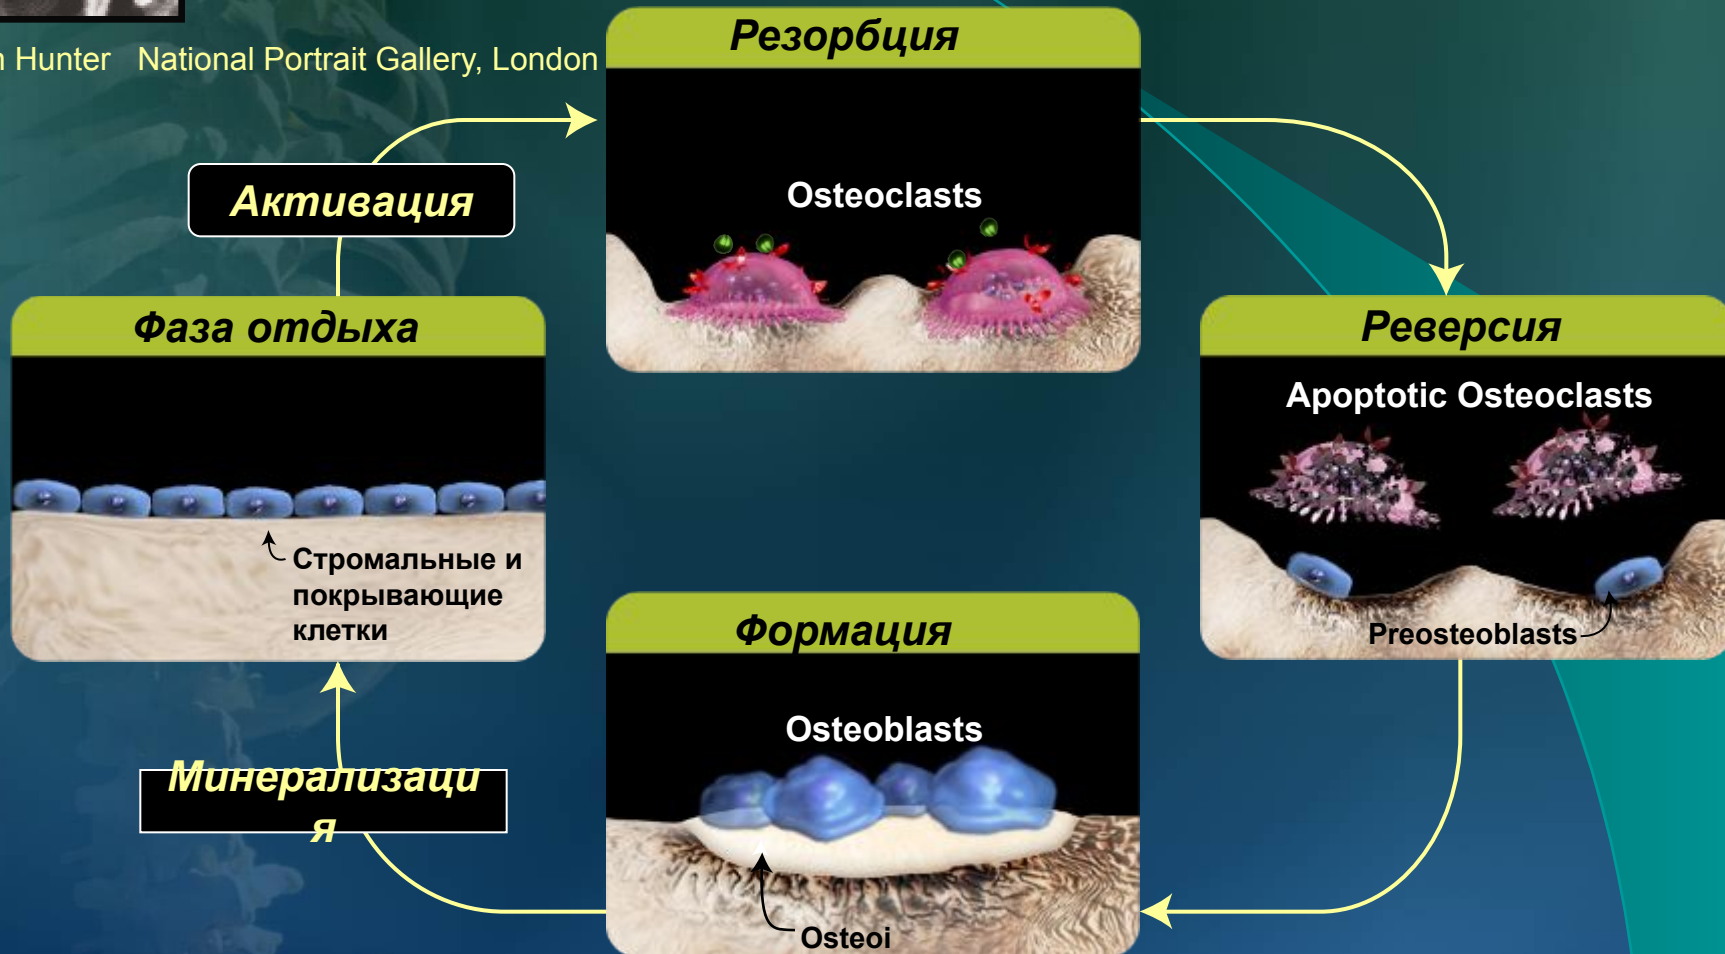 Hunter   National Portrait Gallery, London
Резорбция
Активация
Osteoclasts
Фаза отдыха
Реверсия
Apoptotic Osteoclasts
Стромальные и
покрывающие
клетки
Preosteoblasts
Формация
Osteoblasts
Минерализаци
я
Osteoi